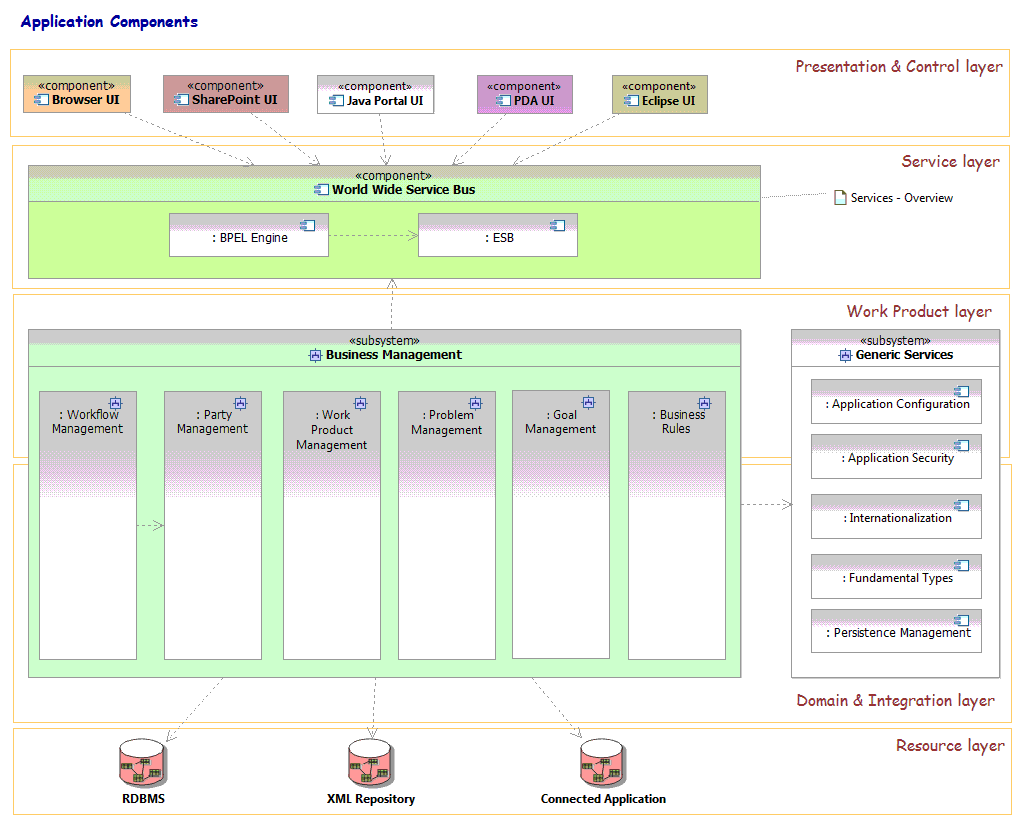 Application Components
Presentation & Control layer
«component»
Browser UI
«component»
SharePoint UI
«component»
Java Portal UI
«component»
PDA UI
«component»
Eclipse UI
Service layer
«component»
World Wide Service Bus
Services - Overview
: BPEL Engine
: ESB
Work Product layer
«subsystem»
Business Management
: Workflow
Management
: Party
Management
: Work
Product
Management
: Problem
Management
: Goal
Management
: Business
Rules
«subsystem»
Generic Services
: Application Configuration
: Application Security
: Internationalization
: Fundamental Types
: Persistence Management
Domain & Integration layer
Resource layer
RDBMS
XML Repository
Connected Application